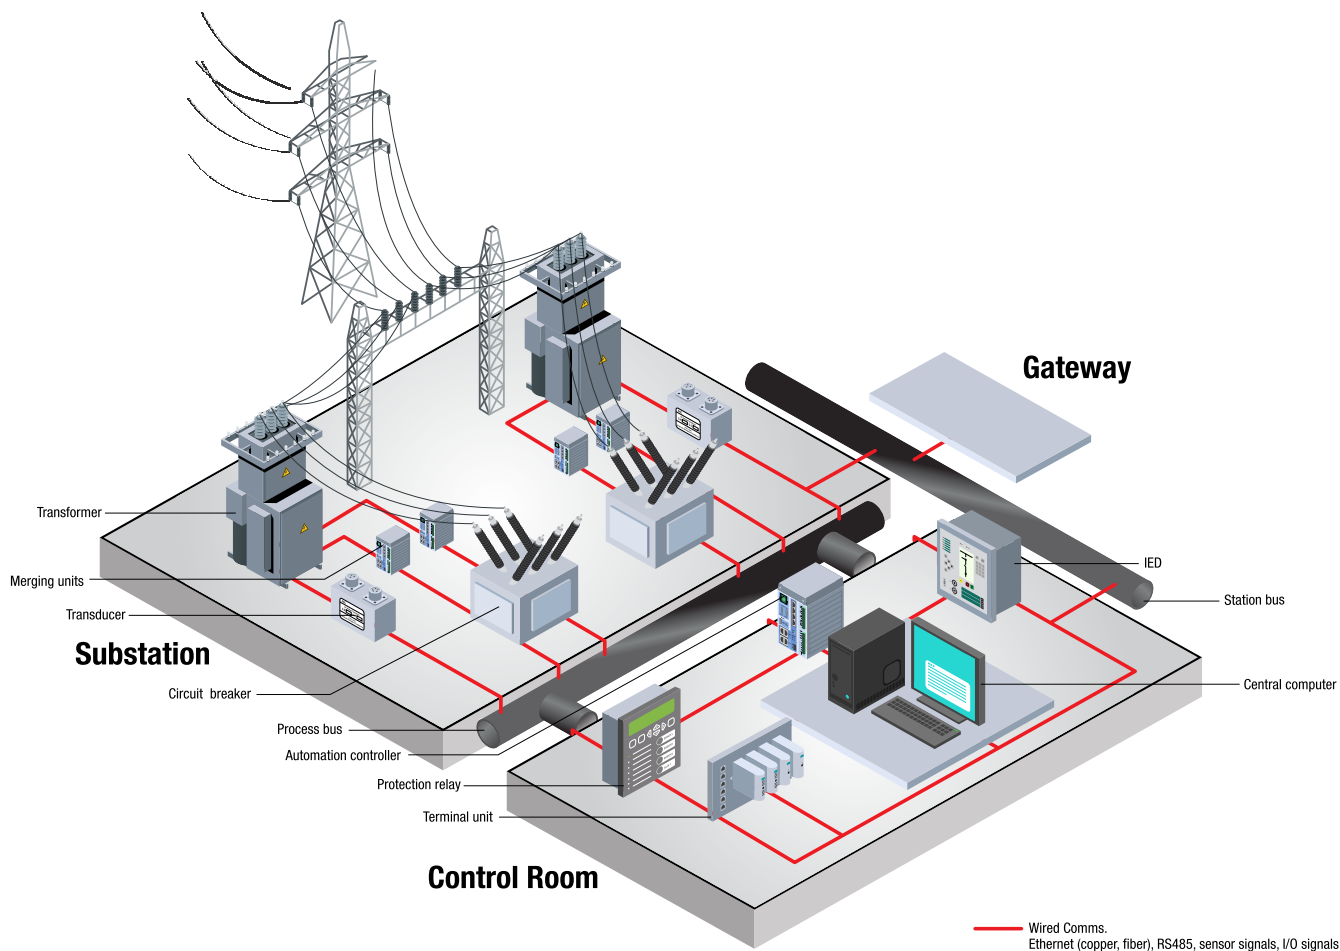 Gateway
Transformer
IED
Merging units
Station bus
Transducer
Substation
Central computer
Circuit breaker
Process bus
Automation controller
Protection relay
Terminal unit
Control Room
Wired Comms.
Ethernet (copper, fiber), RS485, sensor signals, I/O signals